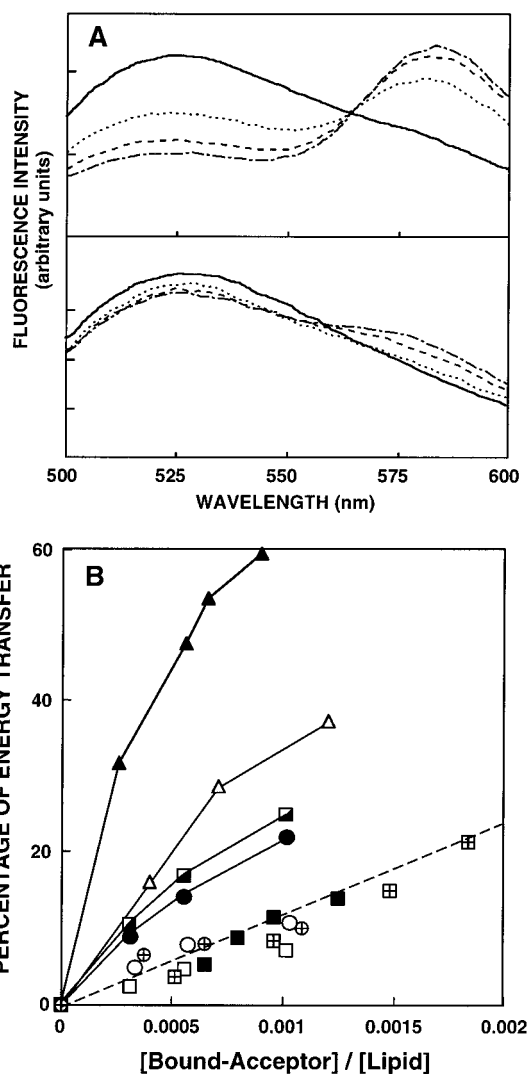 A
FLUORESCENCE INTENSITY
(arbitrary units)
500
525
550
575
600
WAVELENGTH (nm)
B
60
40
20
0
PERCENTAGE OF ENERGY TRANSFER
0
0.0005
0.001
0.0015
0.002
[Bound-Acceptor] / [Lipid]